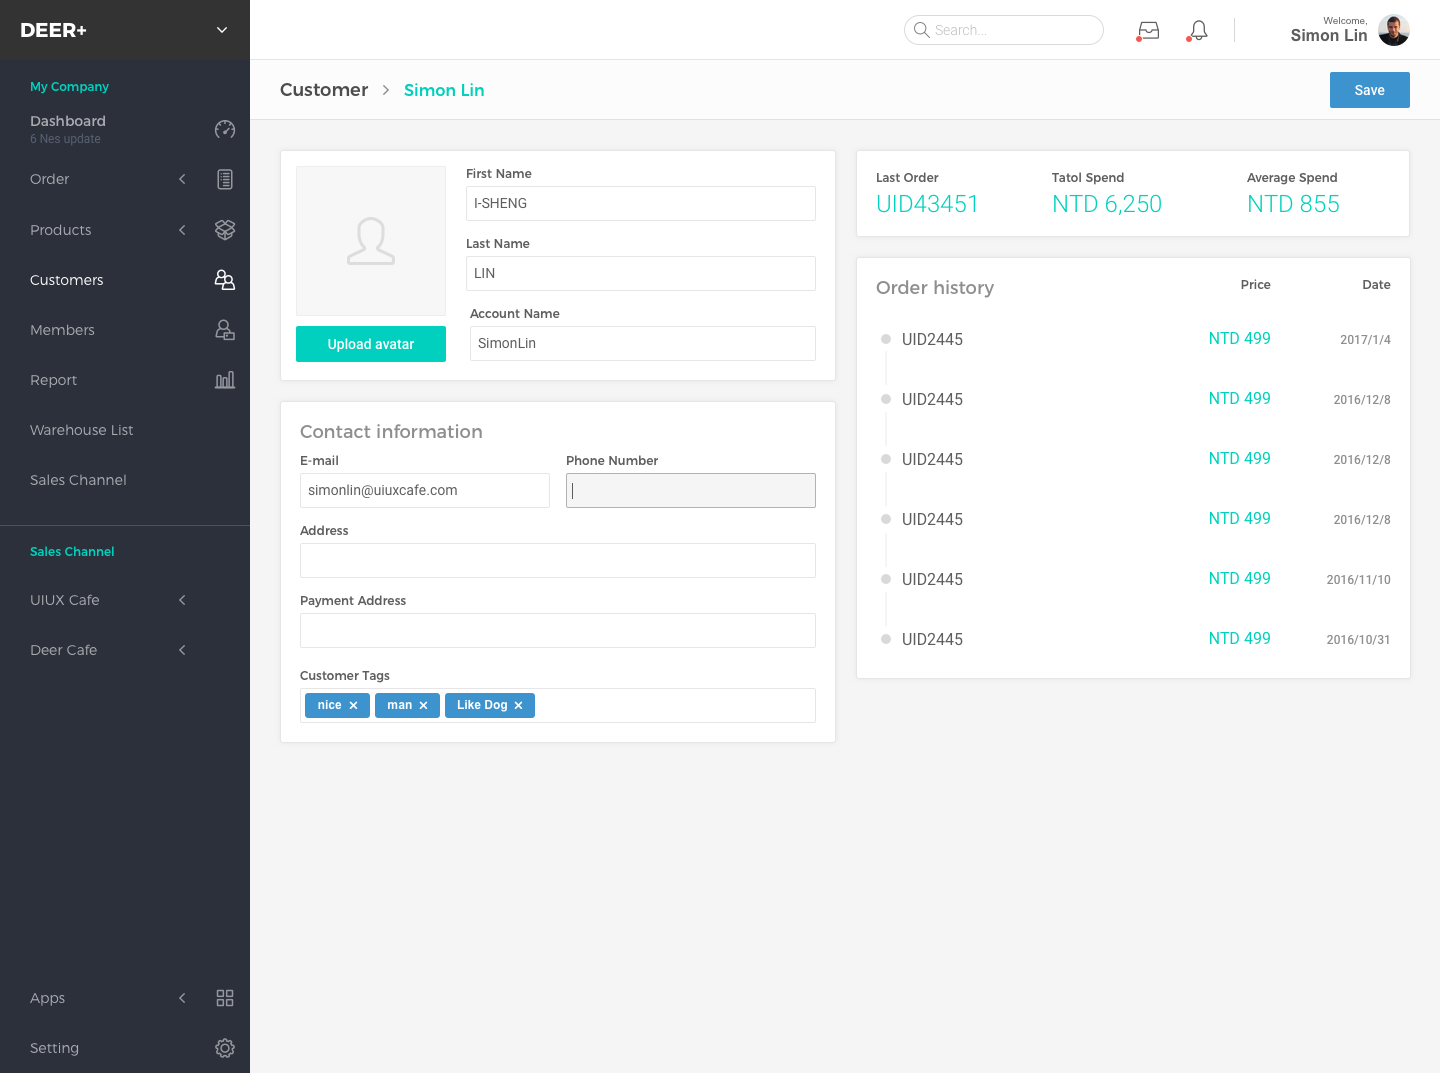 DEER+
My Company
Dashboard
6 Nes update
Order
Products
Customers
Members
Report
Warehouse List
Sales Channel
Sales Channel
UIUX Cafe
Deer Cafe
Apps
Setting
Search...
Welcome,
Simon Lin
Customer > Simon Lin
Save
Upload avatar
First Name
I-SHENG
Last Name
LIN
Account Name
SimonLin
Contact information
E-mail
simonlin@uiuxcafe.com
Phone Number
Address
Payment Address
Customer Tags
nice × man × Like Dog ×
Last Order Tatol Spend Average Spend
UID43451 NTD 6,250 NTD 855
Order history Price Date
UID2445 NTD 499 2017/1/4
UID2445 NTD 499 2016/12/8
UID2445 NTD 499 2016/12/8
UID2445 NTD 499 2016/12/8
UID2445 NTD 499 2016/11/10
UID2445 NTD 499 2016/10/31